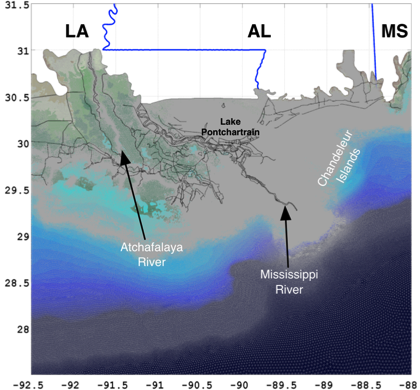 LA AL MS
31.5
31
30.5
30
29.5
29
28.5
28
Lake
Pontchartrain
Chandeleur
Islands
Atchafalaya
River
Mississippi
River
-92.5 -92 -91.5 -91 -90.5 -90 -89.5 -89 -88.5 -88